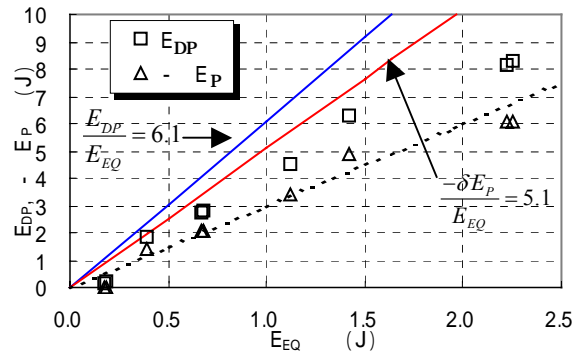 10
9
8
7
6
5
4
3
2
1
0
E_DP, - E_P (J)
□ E_DP
△ - E_P
E_DP / E_EQ = 6.1
-δE_P / E_EQ = 5.1
0.0 0.5 1.0 1.5 2.0 2.5
E_EQ (J)